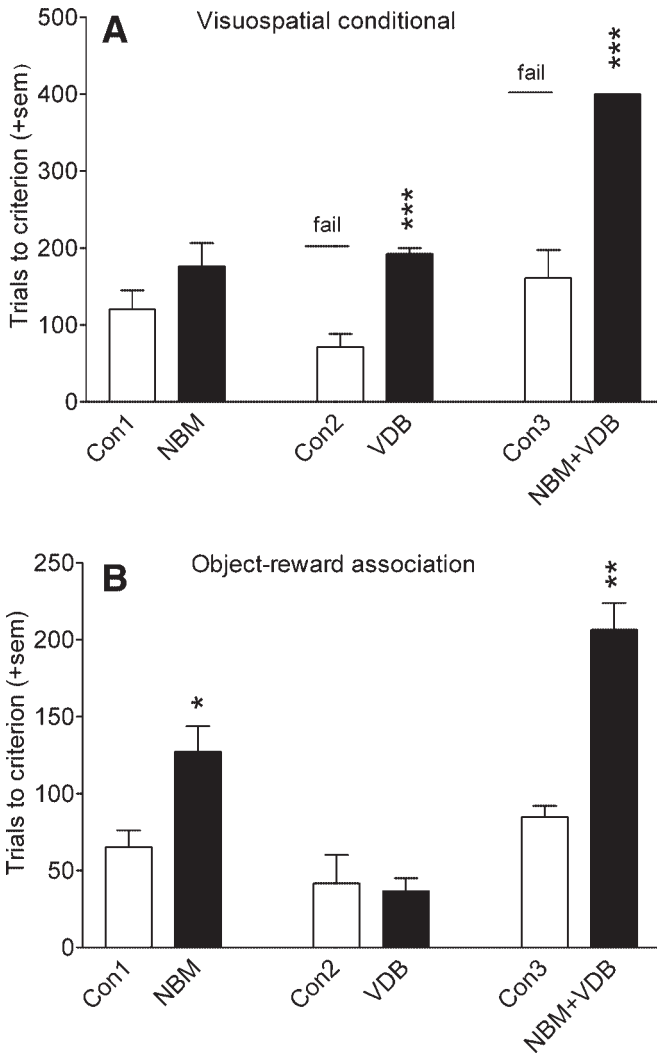 A
Visuospatial conditional
Trials to criterion (+sem)
500
400
300
200
100
0
fail
***
fail
***
Con1
NBM
Con2
VDB
Con3
NBM+VDB
B
Object-reward association
Trials to criterion (+sem)
250
200
150
100
50
0
*
**
Con1
NBM
Con2
VDB
Con3
NBM+VDB